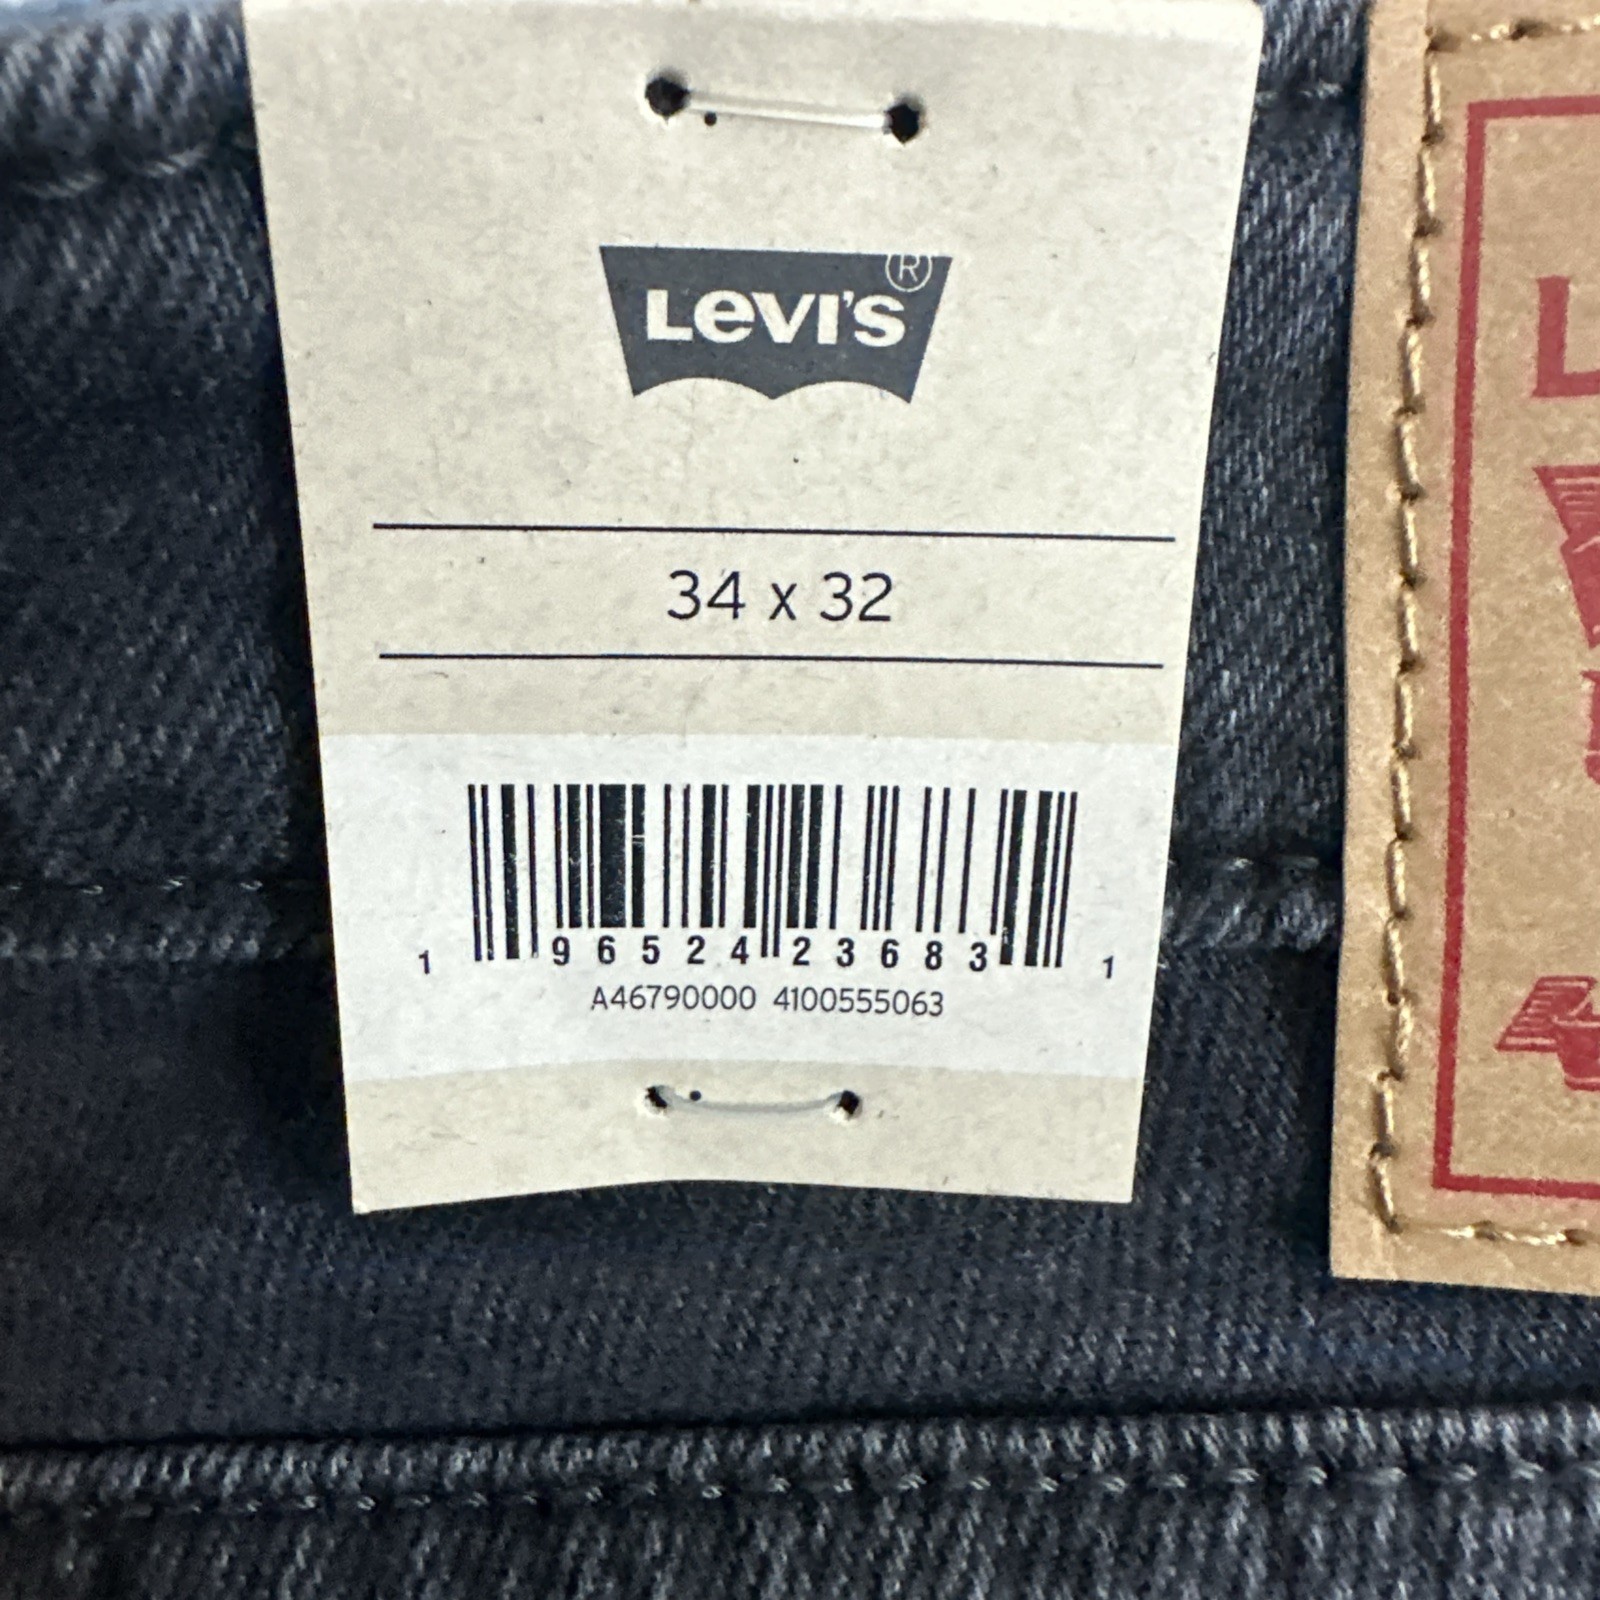 LEVI'S®
34 x 32
1 96524 23683 1
A46790000 4100555063
L